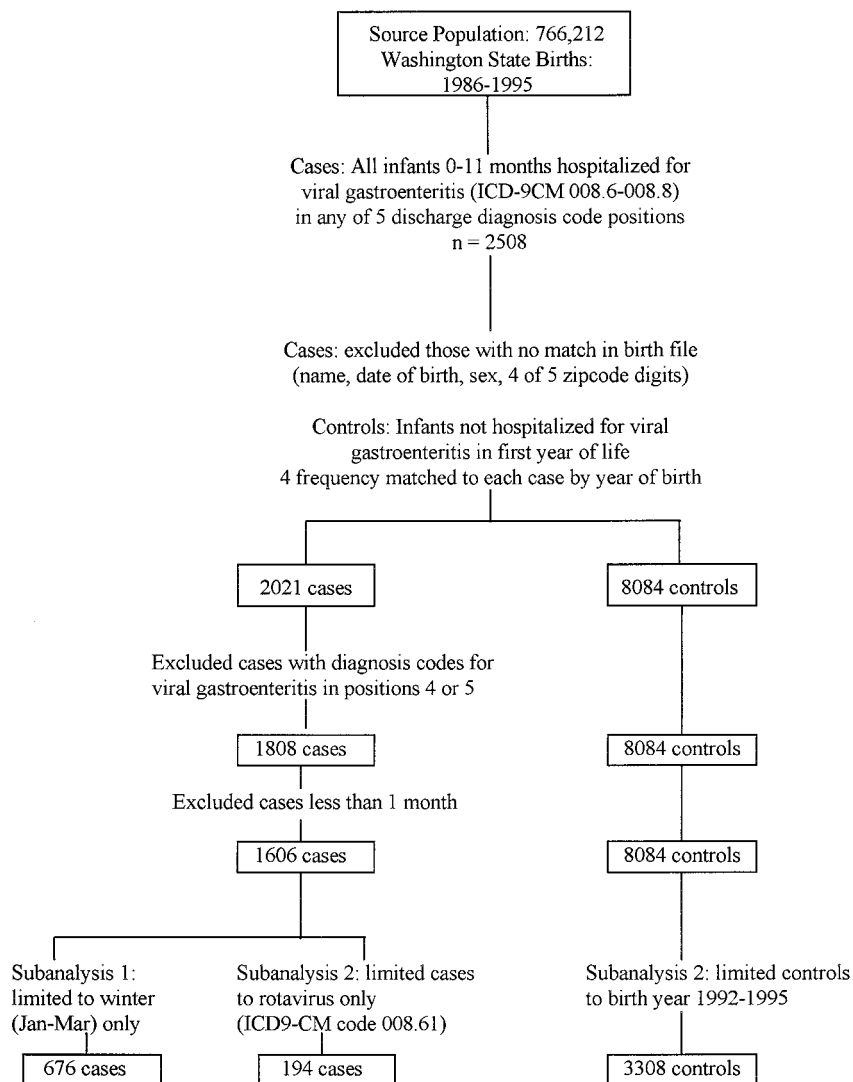 Source Population: 766,212
Washington State Births:
1986-1995
Cases: All infants 0-11 months hospitalized for
viral gastroenteritis (ICD-9CM 008.6-008.8)
in any of 5 discharge diagnosis code positions
n = 2508
Cases: excluded those with no match in birth file
(name, date of birth, sex, 4 of 5 zipcode digits)
Controls: Infants not hospitalized for viral
gastroenteritis in first year of life
4 frequency matched to each case by year of birth
2021 cases
8084 controls
Excluded cases with diagnosis codes for
viral gastroenteritis in positions 4 or 5
1808 cases
8084 controls
Excluded cases less than 1 month
1606 cases
8084 controls
Subanalysis 1:
limited to winter
(Jan-Mar) only
Subanalysis 2: limited cases
to rotavirus only
(ICD9-CM code 008.61)
Subanalysis 2: limited controls
to birth year 1992-1995
676 cases
194 cases
3308 controls